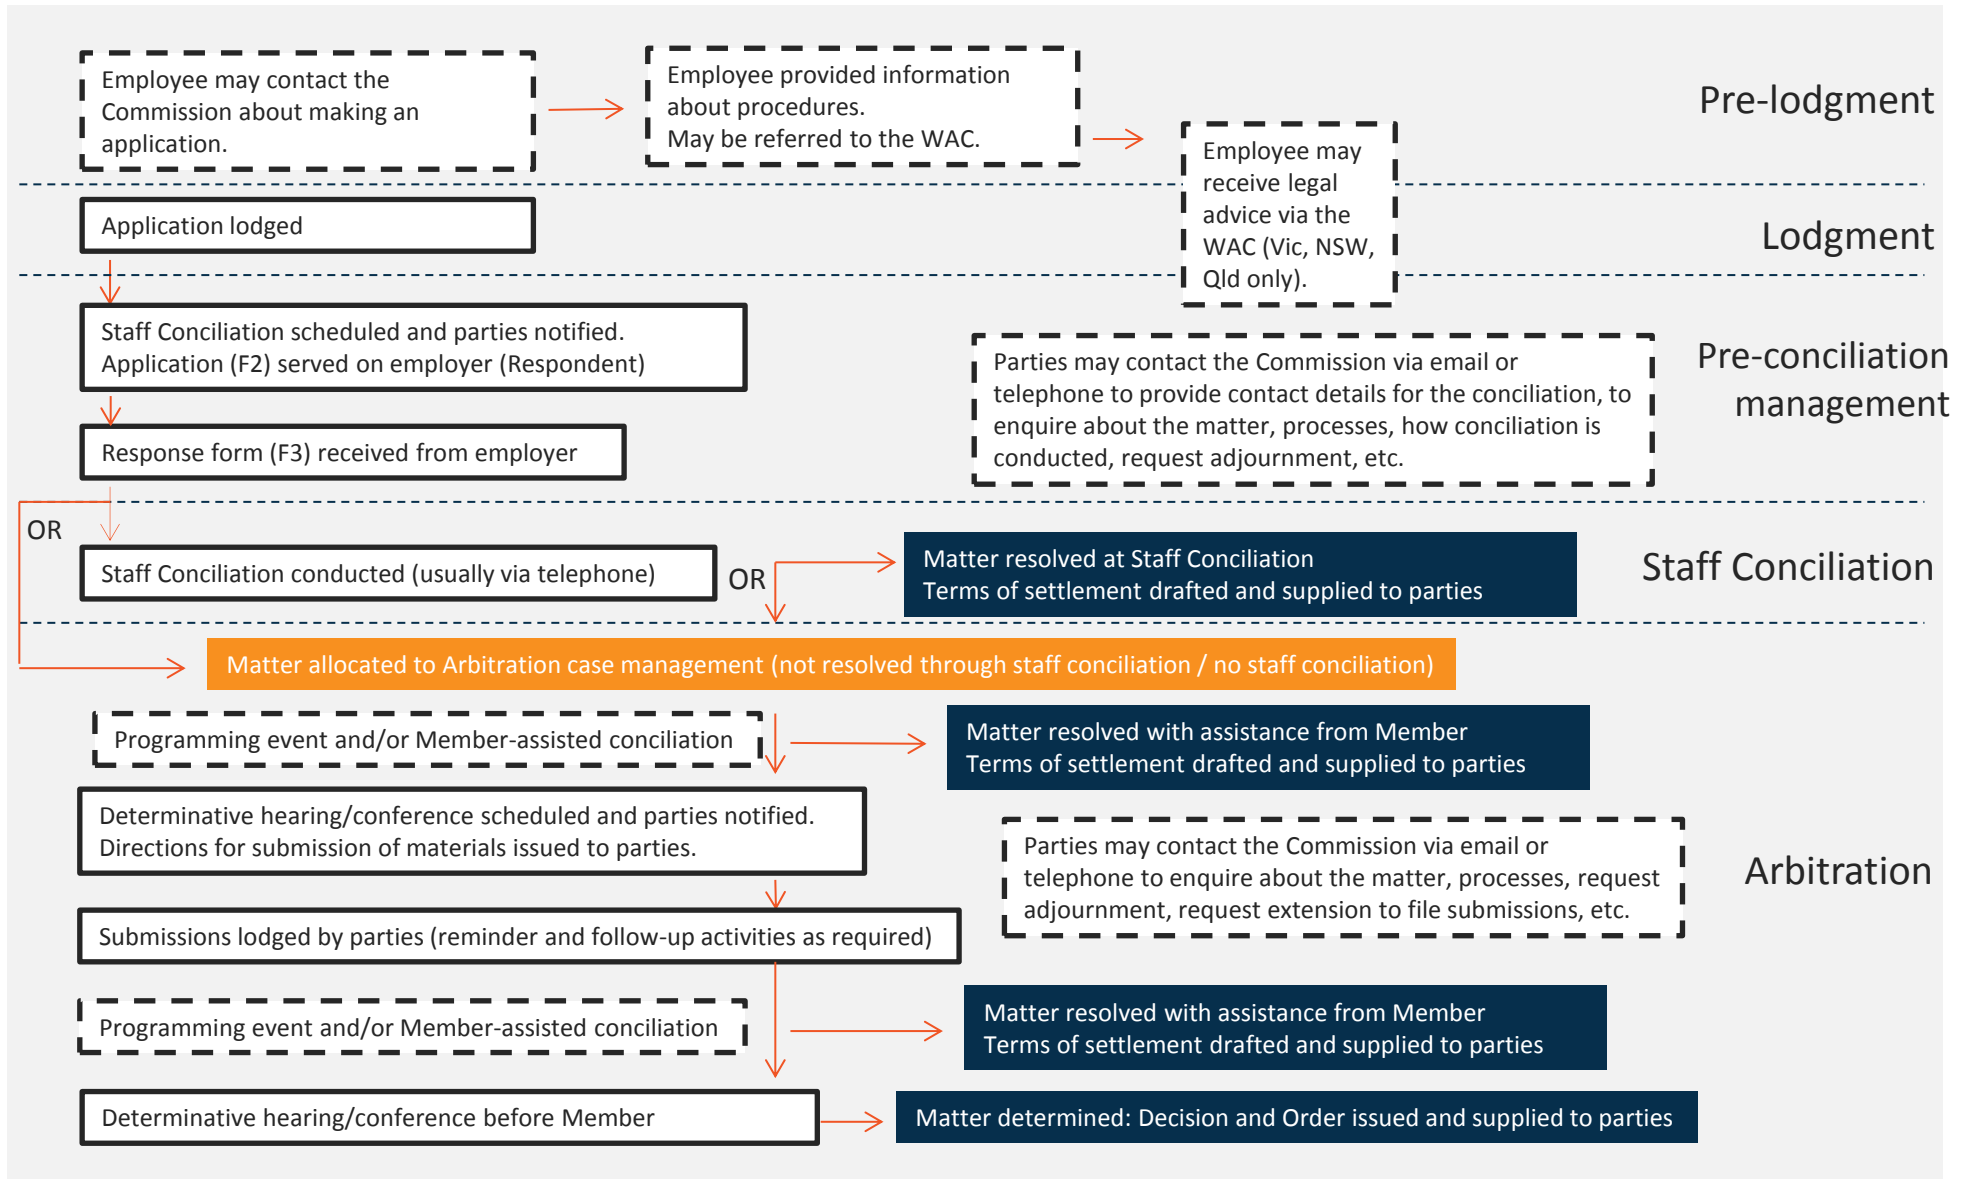 Employee may contact the
Commission about making an
application.
Employee provided information
about procedures.
May be referred to the WAC.
Pre-lodgment
Employee may
receive legal
advice via the
WAC (Vic, NSW,
Qld only).
Application lodged
Lodgment
Staff Conciliation scheduled and parties notified.
Application (F2) served on employer (Respondent)
Parties may contact the Commission via email or
telephone to provide contact details for the conciliation, to
enquire about the matter, processes, how conciliation is
conducted, request adjournment, etc.
Pre-conciliation
management
Response form (F3) received from employer
OR
Staff Conciliation conducted (usually via telephone)
OR
Matter resolved at Staff Conciliation
Terms of settlement drafted and supplied to parties
Staff Conciliation
Matter allocated to Arbitration case management (not resolved through staff conciliation / no staff conciliation)
Programming event and/or Member-assisted conciliation
Matter resolved with assistance from Member
Terms of settlement drafted and supplied to parties
Determinative hearing/conference scheduled and parties notified.
Directions for submission of materials issued to parties.
Parties may contact the Commission via email or
telephone to enquire about the matter, processes, request
adjournment, request extension to file submissions, etc.
Arbitration
Submissions lodged by parties (reminder and follow-up activities as required)
Programming event and/or Member-assisted conciliation
Matter resolved with assistance from Member
Terms of settlement drafted and supplied to parties
Determinative hearing/conference before Member
Matter determined: Decision and Order issued and supplied to parties